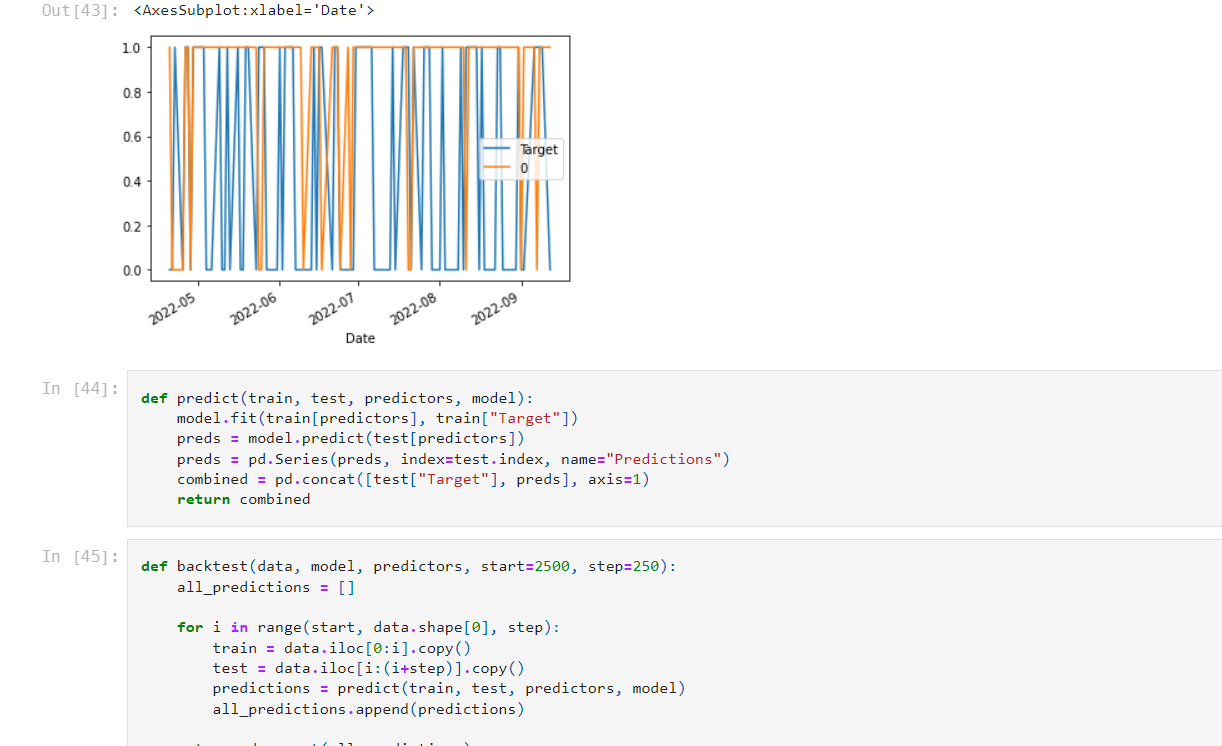 Out[43]: <AxesSubplot:xlabel='Date'>
1.0
0.8
0.6
0.4
0.2
0.0
Target
0
2022-05
2022-06
2022-07
2022-08
2022-09
Date
In [44]:
def predict(train, test, predictors, model):
    model.fit(train[predictors], train["Target"])
    preds = model.predict(test[predictors])
    preds = pd.Series(preds, index=test.index, name="Predictions")
    combined = pd.concat([test["Target"], preds], axis=1)
    return combined
In [45]:
def backtest(data, model, predictors, start=2500, step=250):
    all_predictions = []
    for i in range(start, data.shape[0], step):
        train = data.iloc[0:i].copy()
        test = data.iloc[i:(i+step)].copy()
        predictions = predict(train, test, predictors, model)
        all_predictions.append(predictions)